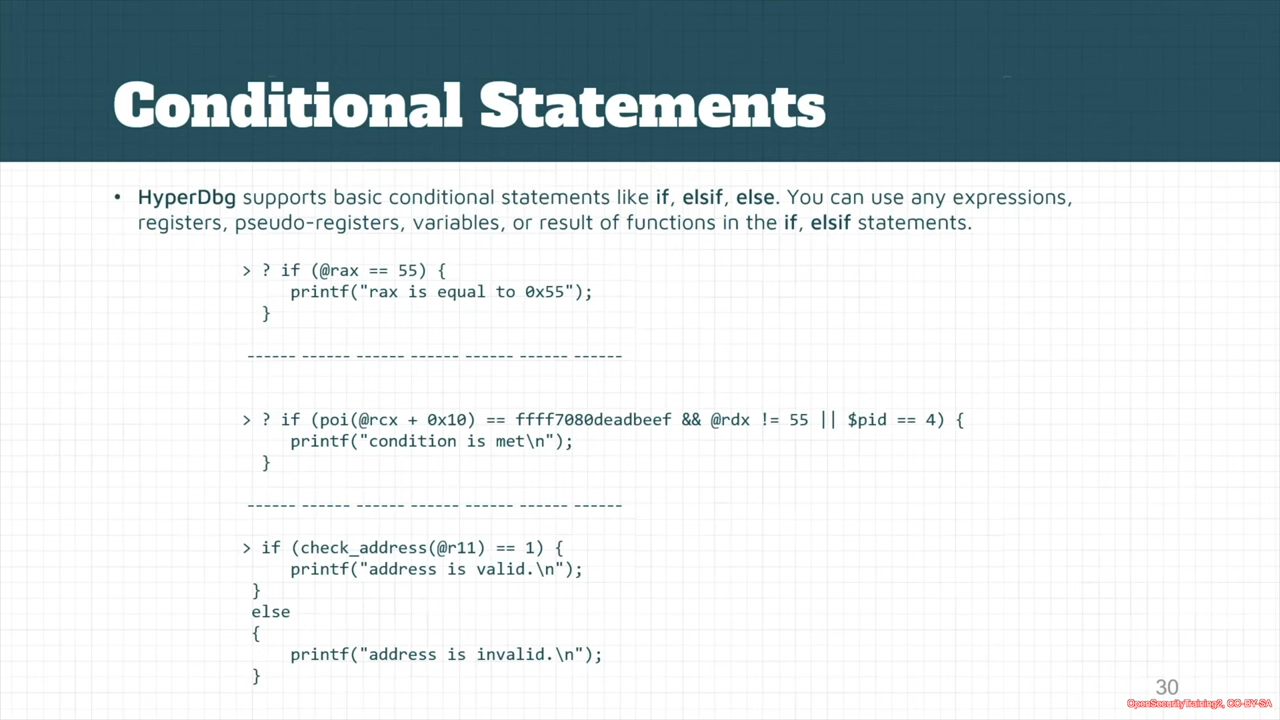 Conditional Statements
• HyperDbg supports basic conditional statements like if, elsif, else. You can use any expressions,
registers, pseudo-registers, variables, or result of functions in the if, elsif statements.
> ? if (@rax == 55) {
printf("rax is equal to 0x55");
}
------ ------ ------ ------ ------ ------ ------
> ? if (poi(@rcx + 0x10) == ffff7080deadbeef && @rdx != 55 || $pid == 4) {
printf("condition is met\n");
}
------ ------ ------ ------ ------ ------ ------
> if (check_address(@r11) == 1) {
printf("address is valid.\n");
}
else
{
printf("address is invalid.\n");
}
30
OpenSecurityTraining2, CC-BY-SA